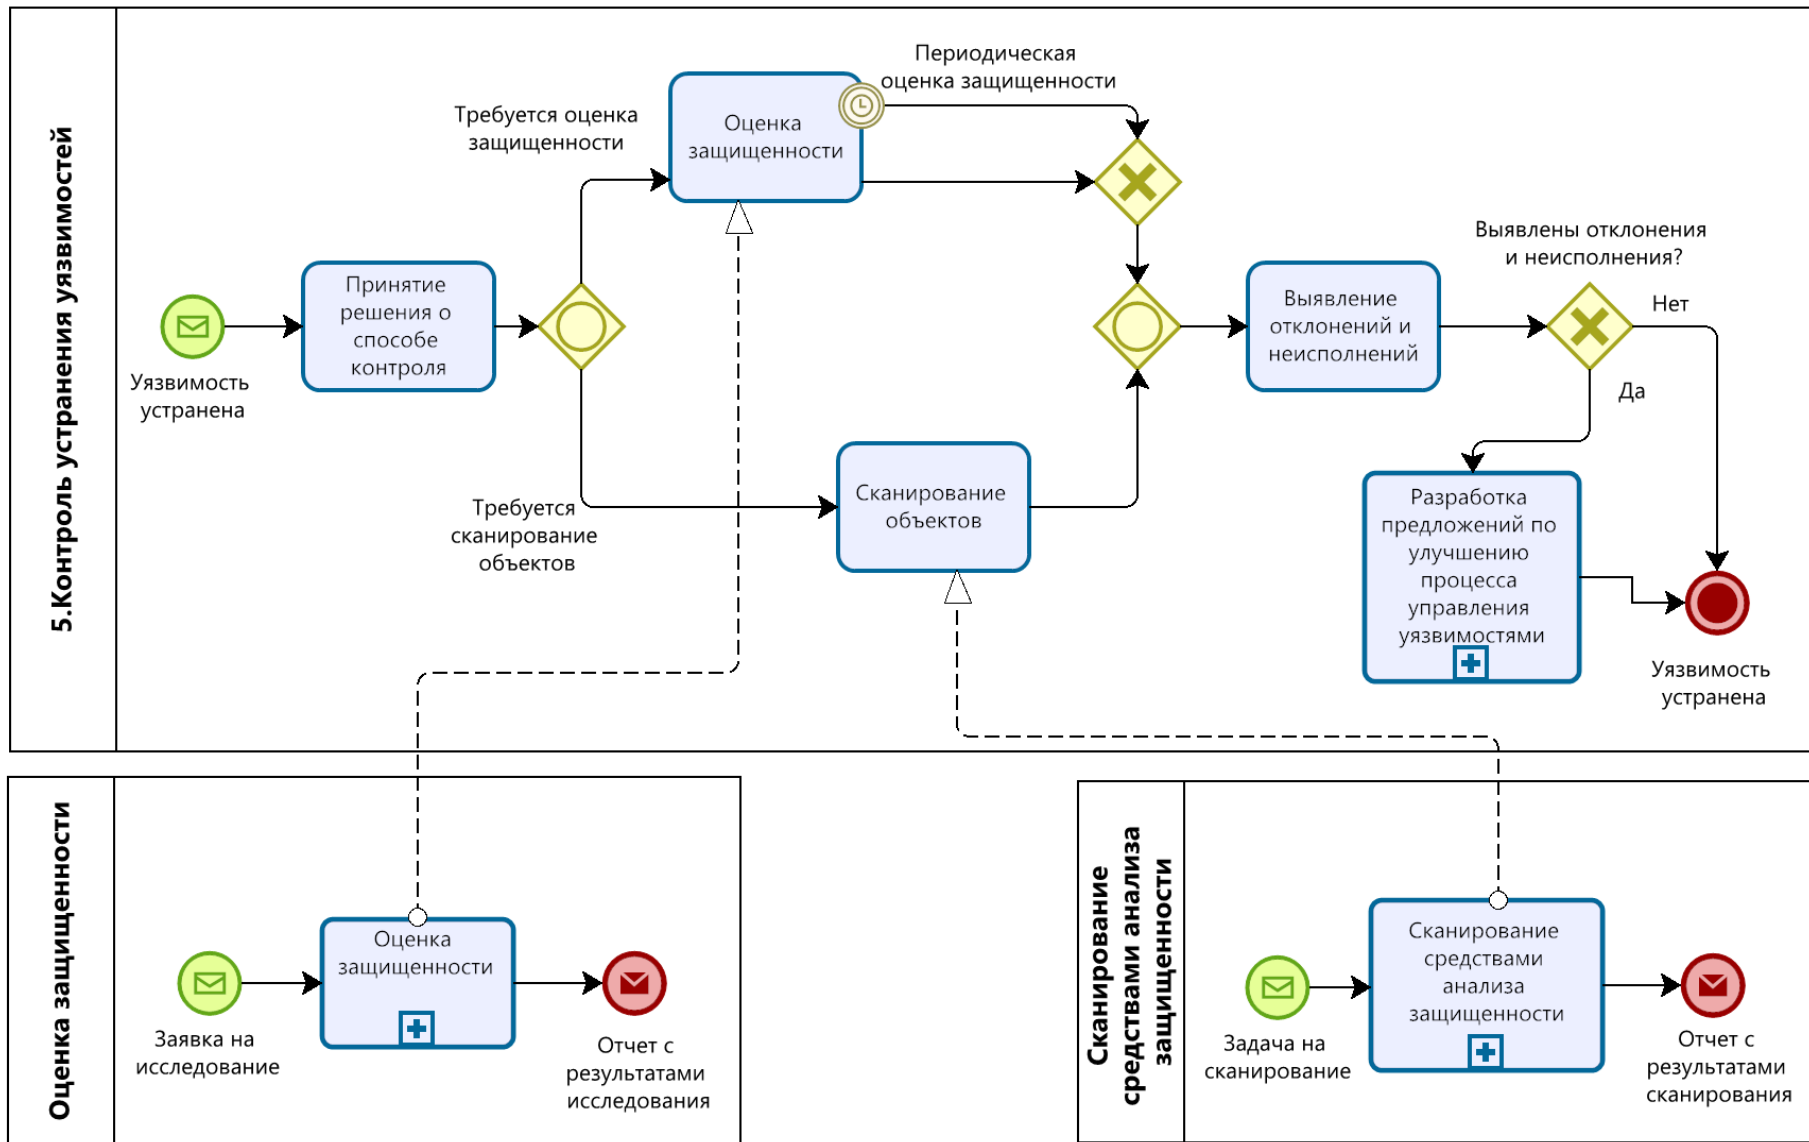 5.Контроль устранения уязвимостей
Периодическая
оценка защищенности
Требуется оценка
защищенности
Оценка
защищенности
Выявлены отклонения
и неисполнения?
Принятие
решения о
способе
контроля
Выявление
отклонений и
неисполнений
Нет
Да
Уязвимость
устранена
Требуется
сканирование
объектов
Сканирование
объектов
Разработка
предложений по
улучшению
процесса
управления
уязвимостями
Уязвимость
устранена
Оценка защищенности
Оценка
защищенности
Заявка на
исследование
Отчет с
результатами
исследования
Сканирование
средствами анализа
защищенности
Сканирование
средствами
анализа
защищенности
Задача на
сканирование
Отчет с
результатами
сканирования